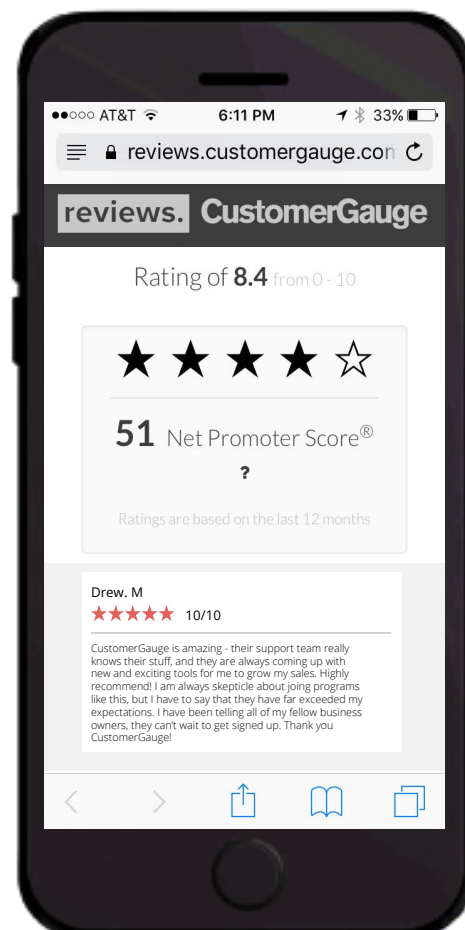 AT&T 6:11 PM 33%
reviews.customergauge.con
reviews. CustomerGauge
Rating of 8.4 from 0 - 10
51 Net Promoter Score®
?
Ratings are based on the last 12 months
Drew. M
10/10
CustomerGauge is amazing - their support team really
knows their stuff, and they are always coming up with
new and exciting tools for me to grow my sales. Highly
recommend! I am always skepticle about joing programs
like this, but I have to say that they have far exceeded my
expectations. I have been telling all of my fellow business
owners, they can't wait to get signed up. Thank you
CustomerGauge!